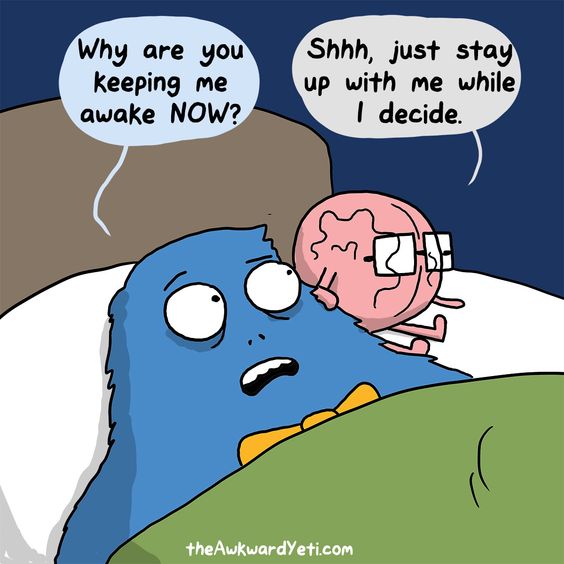 Why are you
keeping me
awake NOW?
Shhh, just stay
up with me while
I decide.
theAwkwardYeti.com